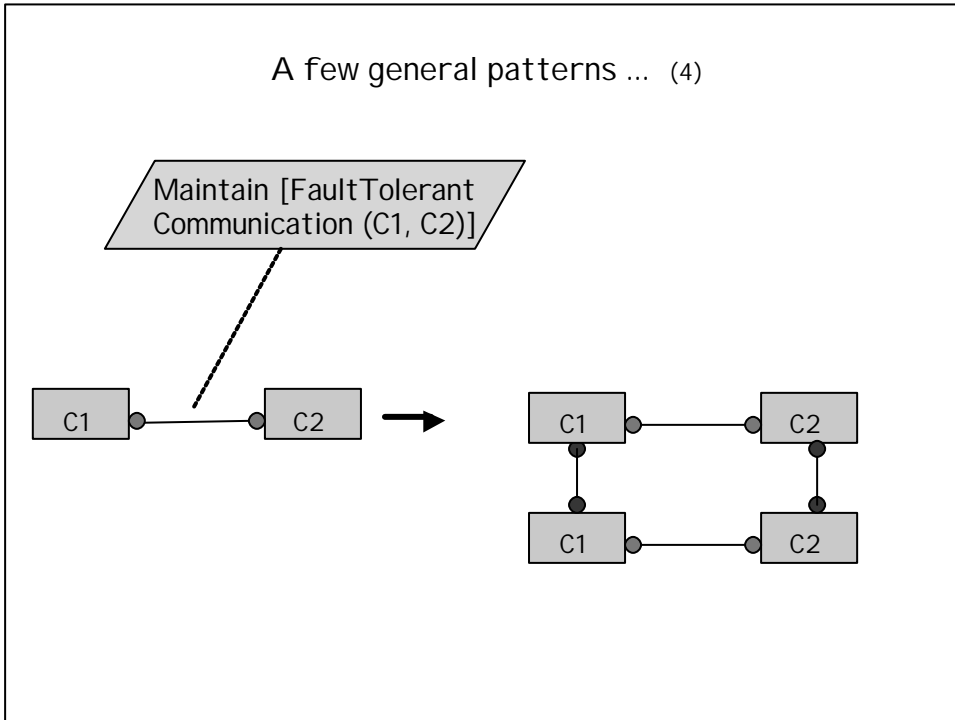 A few general patterns ... (4)
Maintain [FaultTolerant
Communication (C1, C2)]
C1
C2
C1
C2
C1
C2